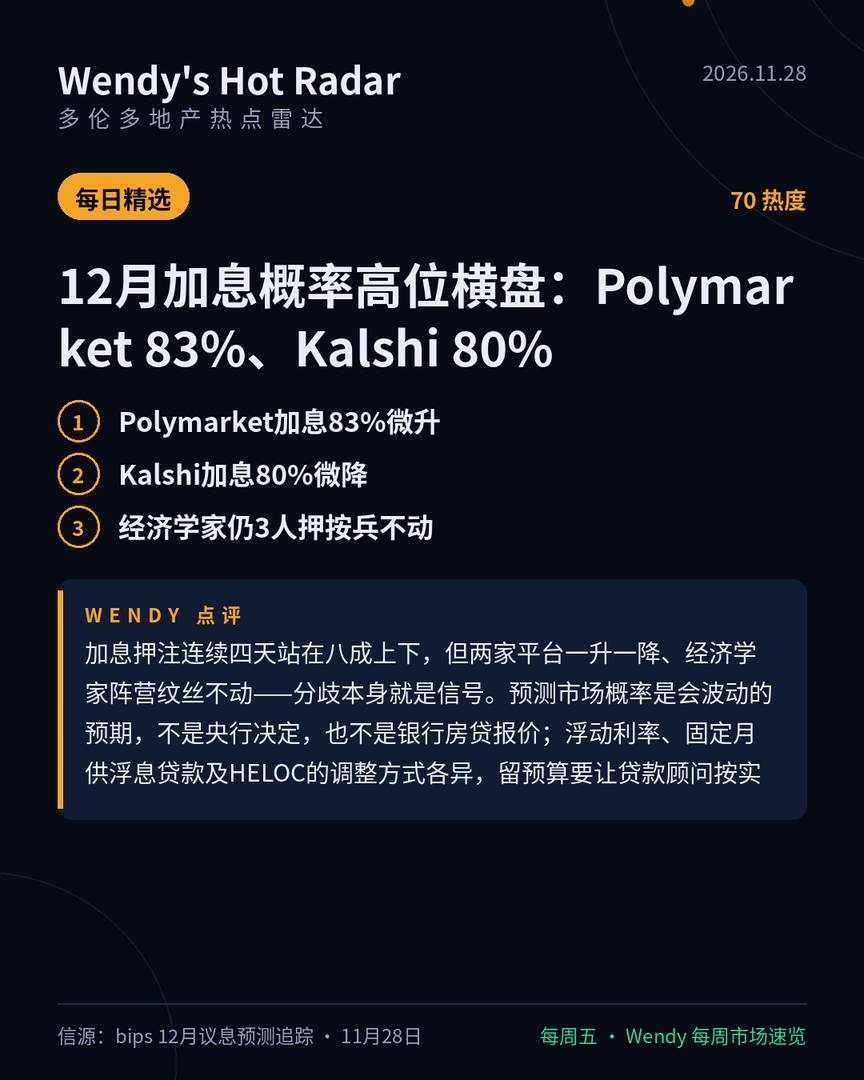 Wendy's Hot Radar
2026.11.28
多伦多地产热点雷达
每日精选
70 热度
12月加息概率高位横盘：Polymar
ket 83%、Kalshi 80%
1 Polymarket加息83%微升
2 Kalshi加息80%微降
3 经济学家仍3人押按兵不动
WENDY 点评
加息押注连续四天站在八成上下，但两家平台一升一降、经济学
家阵营纹丝不动——分歧本身就是信号。预测市场概率是会波动的
预期，不是央行决定，也不是银行房贷报价；浮动利率、固定月
供浮息贷款及HELOC的调整方式各异，留预算要让贷款顾问按实
信源：bips 12月议息预测追踪 · 11月28日
每周五 · Wendy 每周市场速览